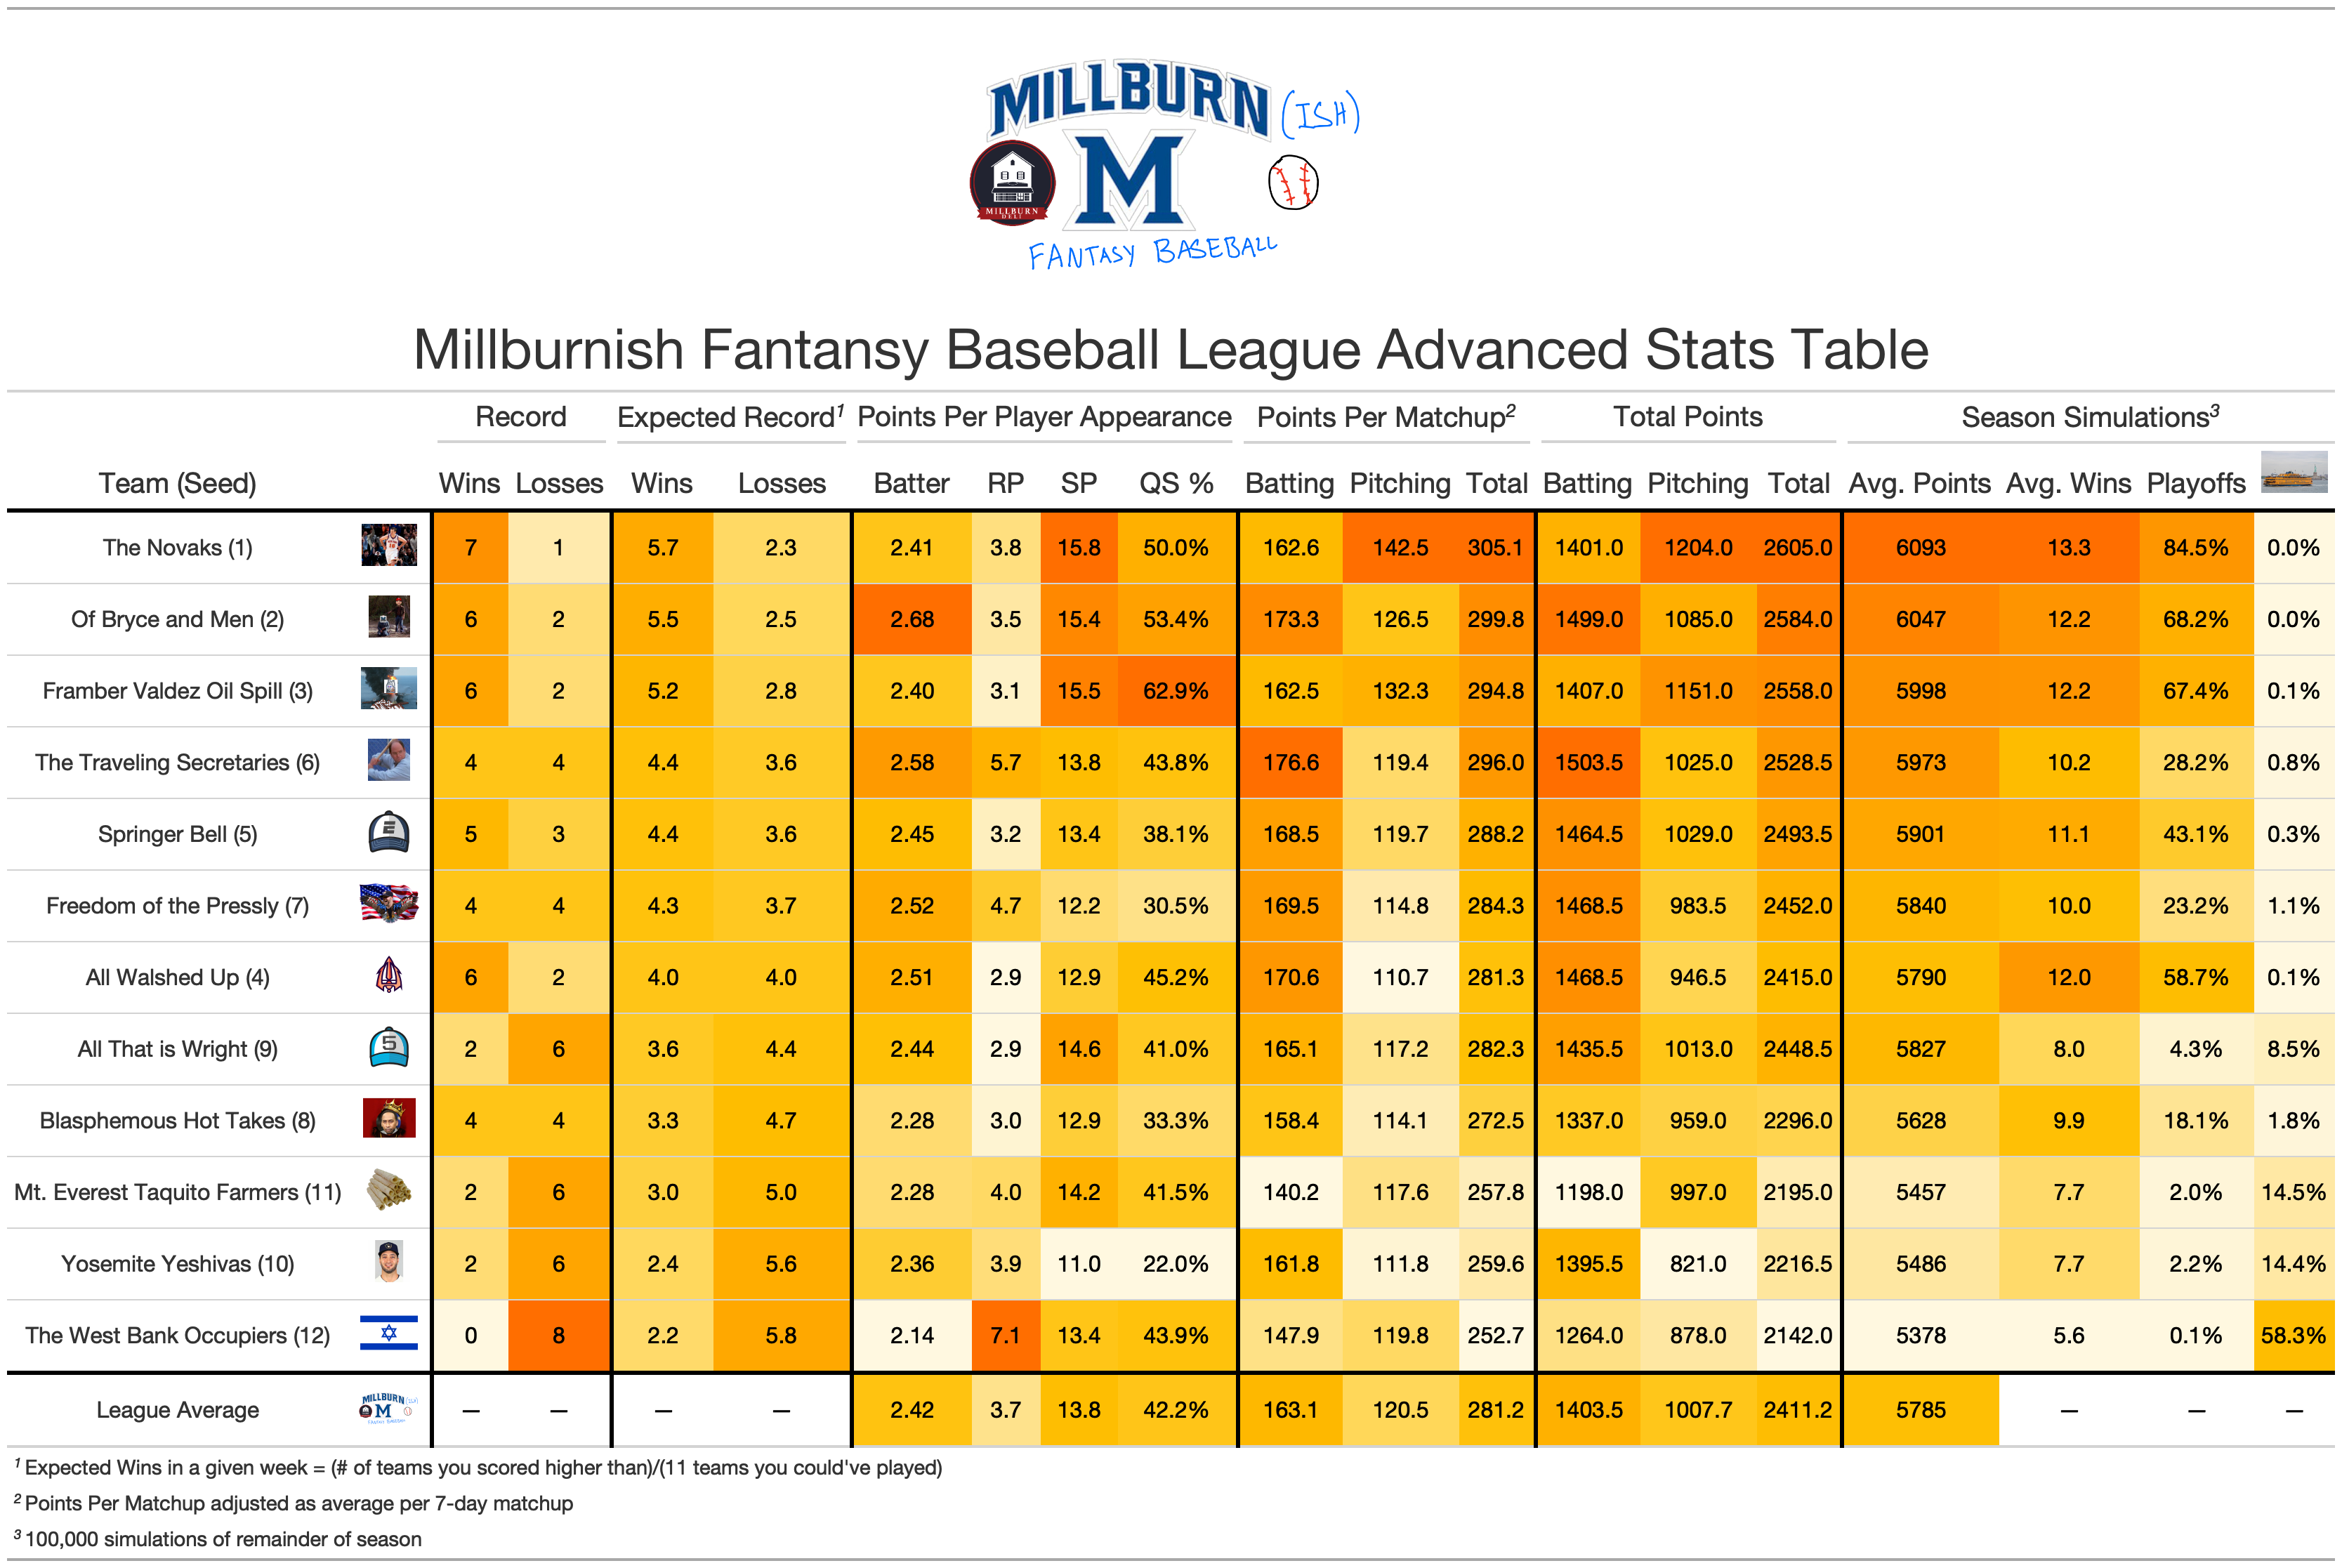 MILLBURN (ISH)
M
MILLBURN
DELI
FANTASY BASEBALL
Millburnish Fantansy Baseball League Advanced Stats Table
Record Expected Record¹ Points Per Player Appearance Points Per Matchup² Total Points Season Simulations³
Team (Seed) Wins Losses Wins Losses Batter RP SP QS % Batting Pitching Total Batting Pitching Total Avg. Points Avg. Wins Playoffs
The Novaks (1) 7 1 5.7 2.3 2.41 3.8 15.8 50.0% 162.6 142.5 305.1 1401.0 1204.0 2605.0 6093 13.3 84.5% 0.0%
Of Bryce and Men (2) 6 2 5.5 2.5 2.68 3.5 15.4 53.4% 173.3 126.5 299.8 1499.0 1085.0 2584.0 6047 12.2 68.2% 0.0%
Framber Valdez Oil Spill (3) 6 2 5.2 2.8 2.40 3.1 15.5 62.9% 162.5 132.3 294.8 1407.0 1151.0 2558.0 5998 12.2 67.4% 0.1%
The Traveling Secretaries (6) 4 4 4.4 3.6 2.58 5.7 13.8 43.8% 176.6 119.4 296.0 1503.5 1025.0 2528.5 5973 10.2 28.2% 0.8%
Springer Bell (5) 5 3 4.4 3.6 2.45 3.2 13.4 38.1% 168.5 119.7 288.2 1464.5 1029.0 2493.5 5901 11.1 43.1% 0.3%
Freedom of the Pressly (7) 4 4 4.3 3.7 2.52 4.7 12.2 30.5% 169.5 114.8 284.3 1468.5 983.5 2452.0 5840 10.0 23.2% 1.1%
All Walshed Up (4) 6 2 4.0 4.0 2.51 2.9 12.9 45.2% 170.6 110.7 281.3 1468.5 946.5 2415.0 5790 12.0 58.7% 0.1%
All That is Wright (9) 5 2 6 3.6 4.4 2.44 2.9 14.6 41.0% 165.1 117.2 282.3 1435.5 1013.0 2448.5 5827 8.0 4.3% 8.5%
Blasphemous Hot Takes (8) 4 4 3.3 4.7 2.28 3.0 12.9 33.3% 158.4 114.1 272.5 1337.0 959.0 2296.0 5628 9.9 18.1% 1.8%
Mt. Everest Taquito Farmers (11) 2 6 3.0 5.0 2.28 4.0 14.2 41.5% 140.2 117.6 257.8 1198.0 997.0 2195.0 5457 7.7 2.0% 14.5%
Yosemite Yeshivas (10) 2 6 2.4 5.6 2.36 3.9 11.0 22.0% 161.8 111.8 259.6 1395.5 821.0 2216.5 5486 7.7 2.2% 14.4%
The West Bank Occupiers (12) 0 8 2.2 5.8 2.14 7.1 13.4 43.9% 147.9 119.8 252.7 1264.0 878.0 2142.0 5378 5.6 0.1% 58.3%
League Average MILLBURN (ISH) M FANTASY BASEBALL – – – – 2.42 3.7 13.8 42.2% 163.1 120.5 281.2 1403.5 1007.7 2411.2 5785 – – –
¹ Expected Wins in a given week = (# of teams you scored higher than)/(11 teams you could've played)
² Points Per Matchup adjusted as average per 7-day matchup
³ 100,000 simulations of remainder of season